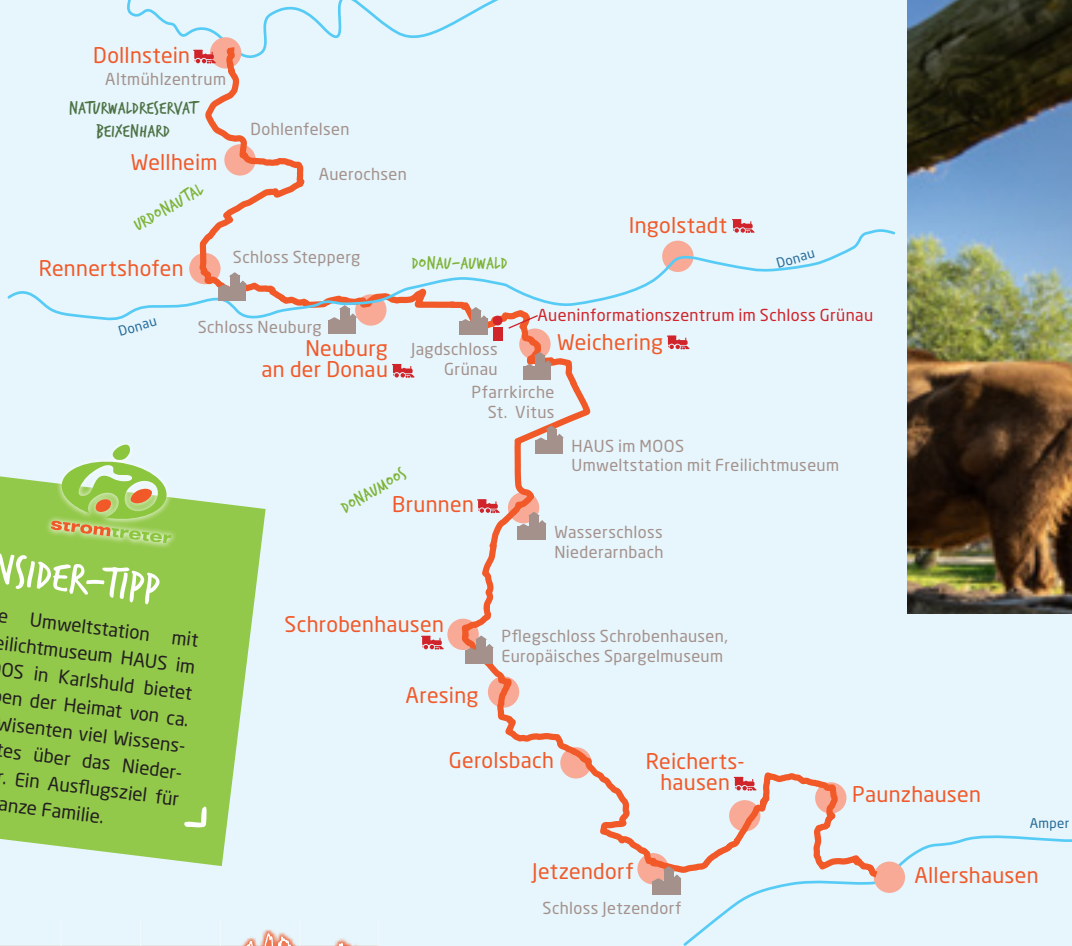 Dollnstein
Altmühlzentrum
NATURWALDRESERVAT
BEIXENHARD
Dohlenfelsen
Wellheim
Auerochsen
URDONAUTAL
Ingolstadt
Donau
Rennertshofen
Schloss Stepperg
DONAU-AUWALD
Donau
Schloss Neuburg
Aueninformationszentrum im Schloss Grünau
Neuburg
an der Donau
Jagdschloss
Grünau
Weichering
Pfarrkirche
St. Vitus
HAUS im MOOS
Umweltstation mit Freilichtmuseum
DONAUMOOS
Brunnen
Wasserschloss
Niederarnbach
stromtreter
NSIDER-TIPP
e Umweltstation mit
eilichtmuseum HAUS im
OOS in Karlshuld bietet
en der Heimat von ca.
Wisenten viel Wissens-
tes über das Nieder-
r. Ein Ausflugsziel für
anze Familie.
Schrobenhausen
Pflegschloss Schrobenhausen,
Europäisches Spargelmuseum
Aresing
Gerolsbach
Reicherts-
hausen
Paunzhausen
Amper
Jetzendorf
Allershausen
Schloss Jetzendorf